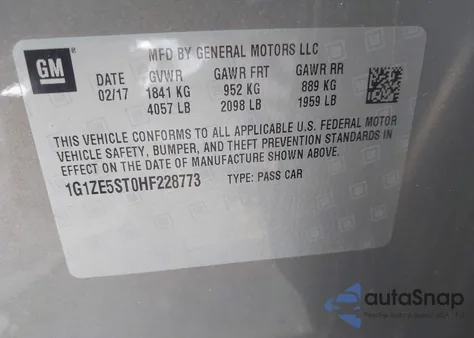 GM
MFD BY GENERAL MOTORS LLC
DATE GVWR GAWR FRT GAWR RR
02/17 1841 KG 952 KG 889 KG
4057 LB 2098 LB 1959 LB
THIS VEHICLE CONFORMS TO ALL APPLICABLE U.S. FEDERAL MOTOR
VEHICLE SAFETY, BUMPER, AND THEFT PREVENTION STANDARDS IN
EFFECT ON THE DATE OF MANUFACTURE SHOWN ABOVE.
1G1ZE5ST0HF228773 TYPE: PASS CAR
autoSnap